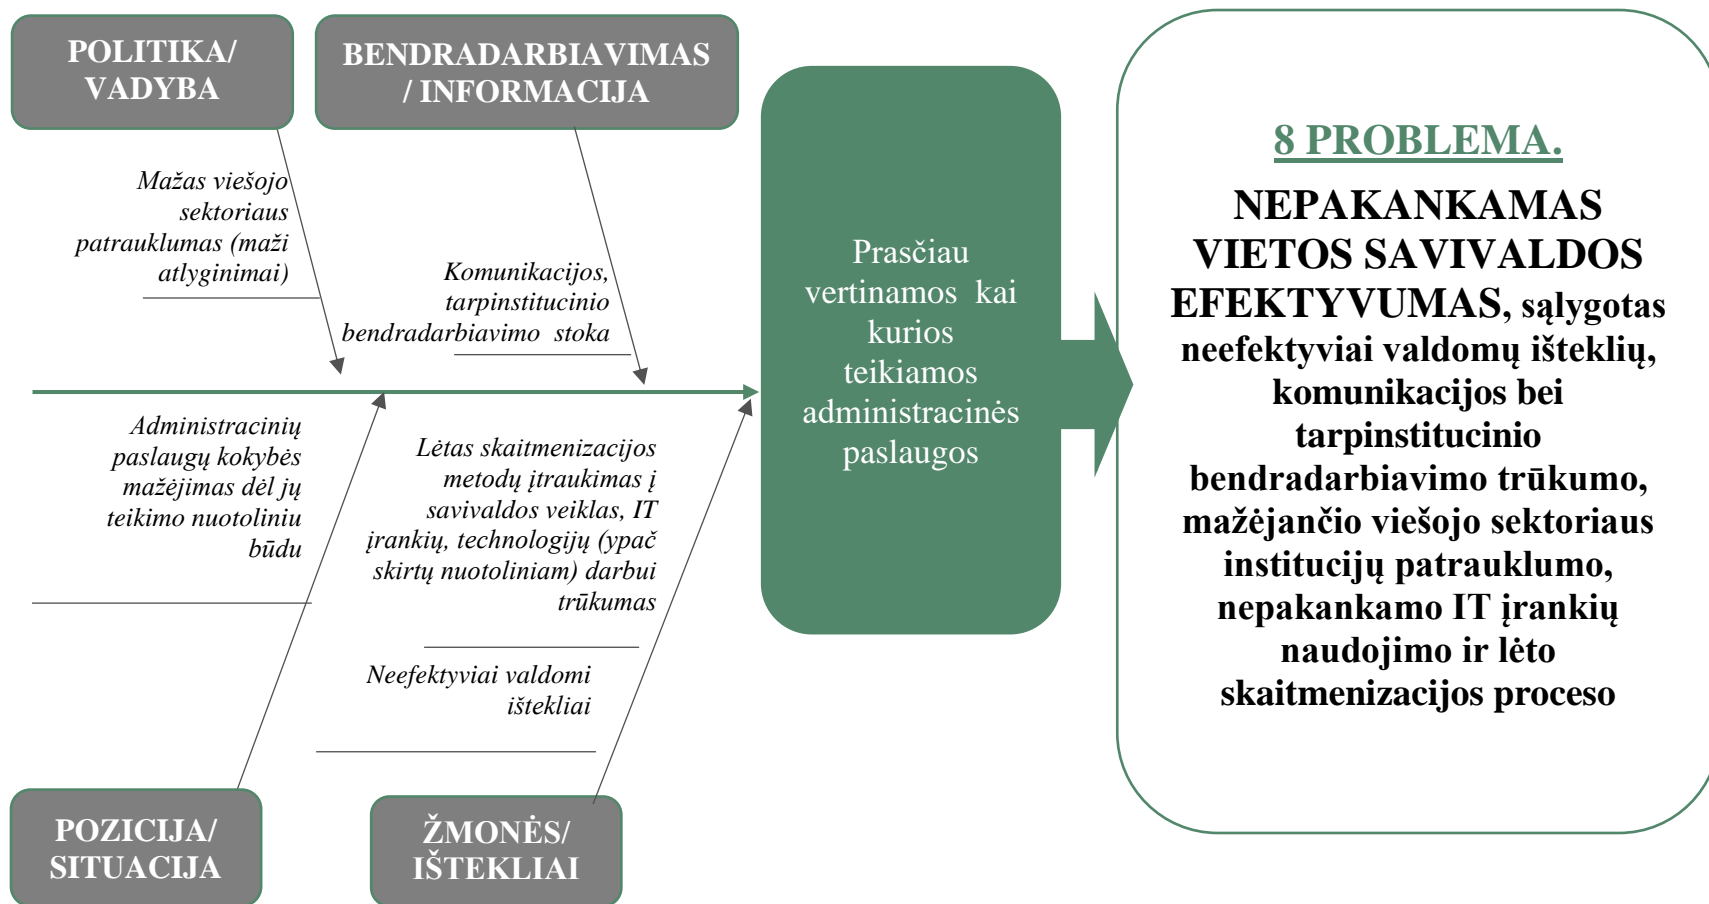 POLITIKA/
VADYBA
BENDRADARBIAVIMAS
/ INFORMACIJA
Mažas viešojo
sektoriaus
patrauklumas (maži
atlyginimai)
Komunikacijos,
tarpinstitucinio
bendradarbiavimo stoka
Administracinių
paslaugų kokybės
mažėjimas dėl jų
teikimo nuotoliniu
būdu
Lėtas skaitmenizacijos
metodų įtraukimas į
savivaldos veiklas, IT
įrankių, technologijų (ypač
skirtų nuotoliniam) darbui
trūkumas
Neefektyviai valdomi
ištekliai
POZICIJA/
SITUACIJA
ŽMONĖS/
IŠTEKLIAI
Prasčiau
vertinamos kai
kurios
teikiamos
administracinės
paslaugos
8 PROBLEMA.
NEPAKANKAMAS
VIETOS SAVIVALDOS
EFEKTYVUMAS, sąlygotas
neefektyviai valdomų išteklių,
komunikacijos bei
tarpinstitucinio
bendradarbiavimo trūkumo,
mažėjančio viešojo sektoriaus
institucijų patrauklumo,
nepakankamo IT įrankių
naudojimo ir lėto
skaitmenizacijos proceso